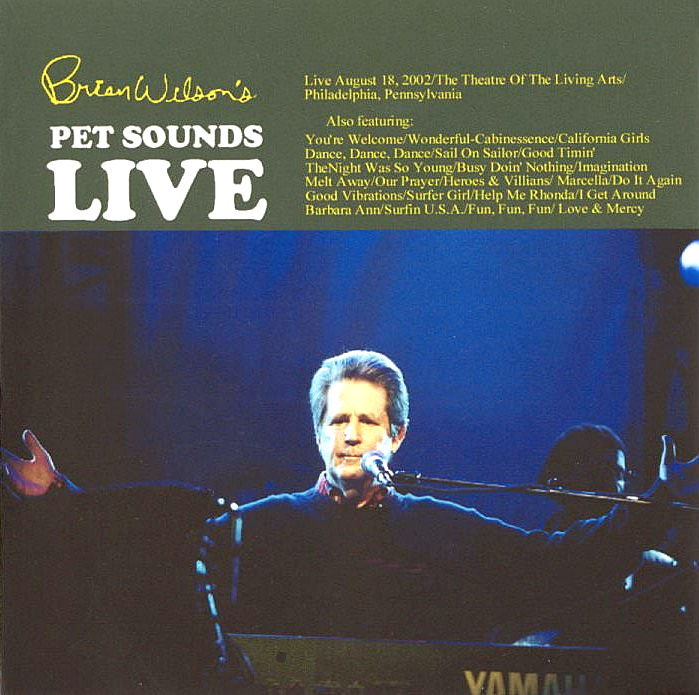 Brian Wilson's
PET SOUNDS
LIVE
Live August 18, 2002/The Theatre Of The Living Arts/
Philadelphia, Pennsylvania
Also featuring:
You're Welcome/Wonderful-Cabinessence/California Girls
Dance, Dance, Dance/Sail On Sailor/Good Timin'
TheNight Was So Young/Busy Doin' Nothing/Imagination
Melt Away/Our Prayer/Heroes & Villians/ Marcella/Do It Again
Good Vibrations/Surfer Girl/Help Me Rhonda/I Get Around
Barbara Ann/Surfin U.S.A./Fun, Fun, Fun/ Love & Mercy
YAMAHA